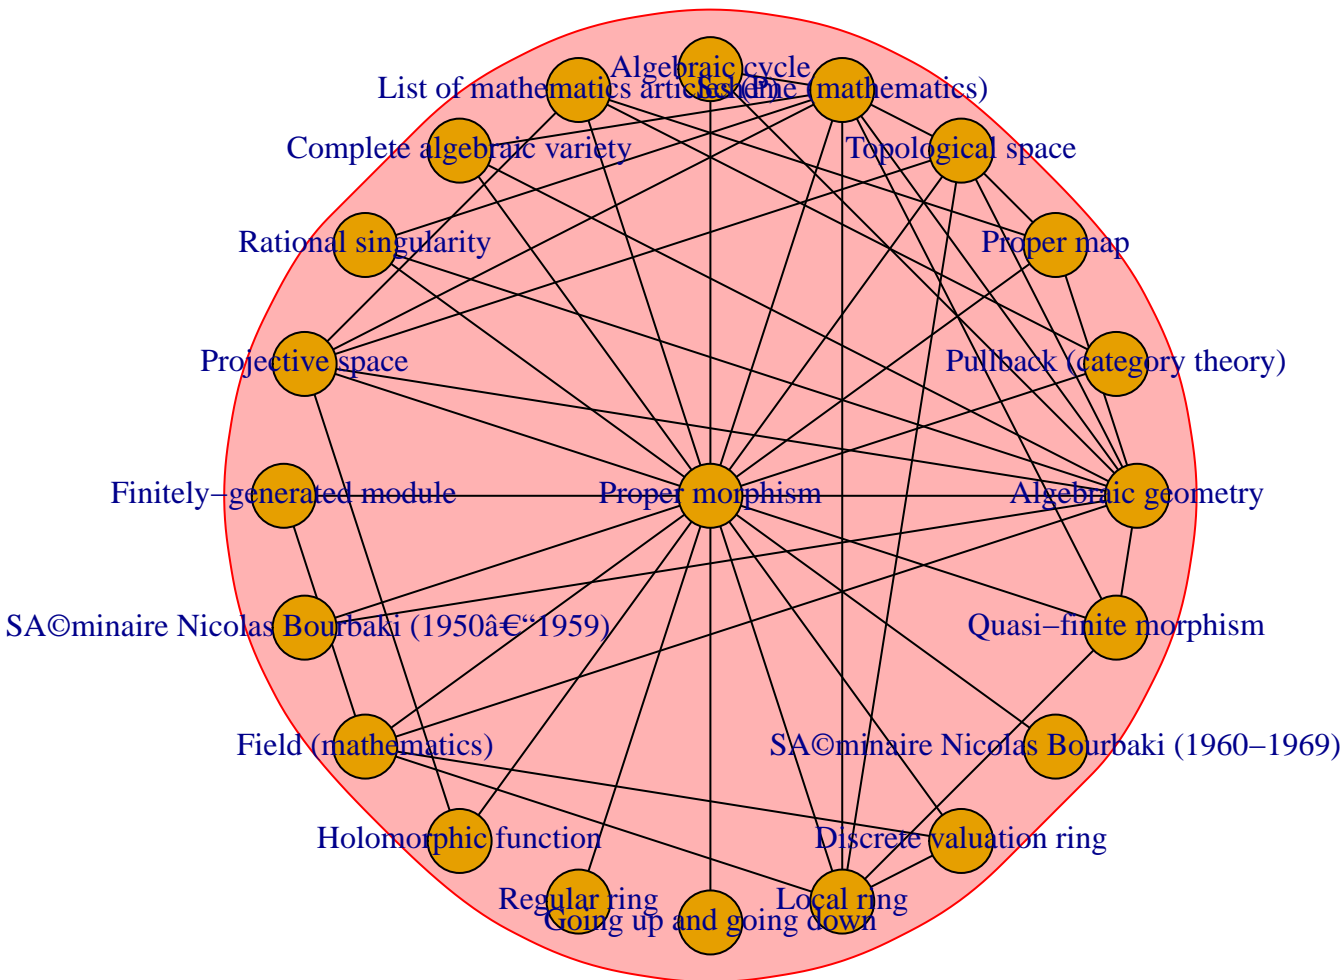 Algebraic cycle
List of mathematics articles (P)
Scheme (mathematics)
Complete algebraic variety
Topological space
Rational singularity
Proper map
Projective space
Pullback (category theory)
Finitely−generated module
Proper morphism
Algebraic geometry
SA©minaire Nicolas Bourbaki (1950â€“1959)
Quasi−finite morphism
Field (mathematics)
SA©minaire Nicolas Bourbaki (1960−1969)
Holomorphic function
Discrete valuation ring
Regular ring
Local ring
Going up and going down